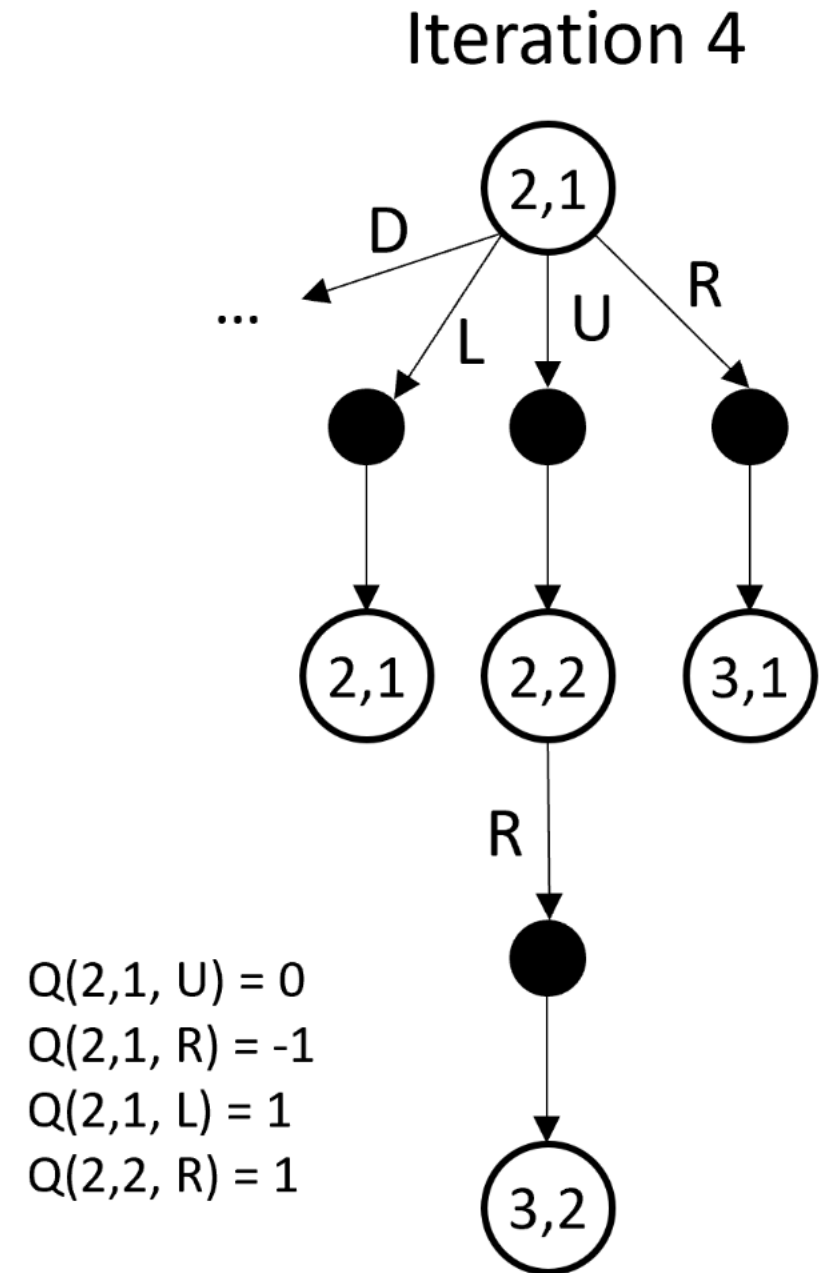 Iteration 4
2,1
D
R
U
L
...
2,1
2,2
3,1
R
Q(2,1, U) = 0
Q(2,1, R) = -1
Q(2,1, L) = 1
Q(2,2, R) = 1
3,2